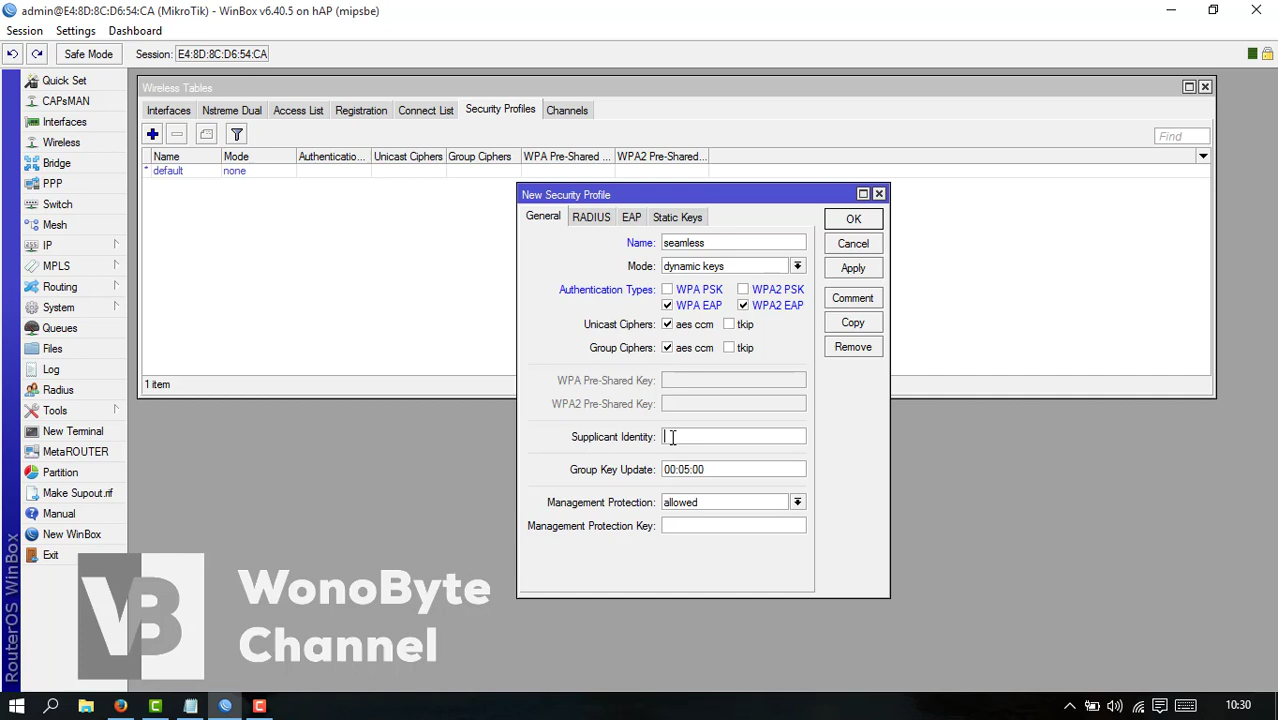 admin@E4:8D:8C:D6:54:CA (MikroTik) - WinBox v6.40.5 on hAP (mipsbe)
Session Settings Dashboard
Safe Mode Session: E4:8D:8C:D6:54:CA
Quick Set
CAPsMAN
Interfaces
Wireless
Bridge
PPP
Switch
Mesh
IP
MPLS
Routing
System
Queues
Files
Log
Radius
Tools
New Terminal
MetaROUTER
Partition
Make Supout.rif
Manual
New WinBox
Exit
RouterOS WinBox
Wireless Tables
Interfaces Nstreme Dual Access List Registration Connect List Security Profiles Channels
Find
Name Mode Authenticatio... Unicast Ciphers Group Ciphers WPA Pre-Shared ... WPA2 Pre-Shared...
* default none
1 item
New Security Profile
General RADIUS EAP Static Keys
Name: seamless
Mode: dynamic keys
Authentication Types: WPA PSK WPA2 PSK
WPA EAP WPA2 EAP
Unicast Ciphers: aes ccm tkip
Group Ciphers: aes ccm tkip
WPA Pre-Shared Key:
WPA2 Pre-Shared Key:
Supplicant Identity:
Group Key Update: 00:05:00
Management Protection: allowed
Management Protection Key:
OK
Cancel
Apply
Comment
Copy
Remove
WonoByte
Channel
10:30